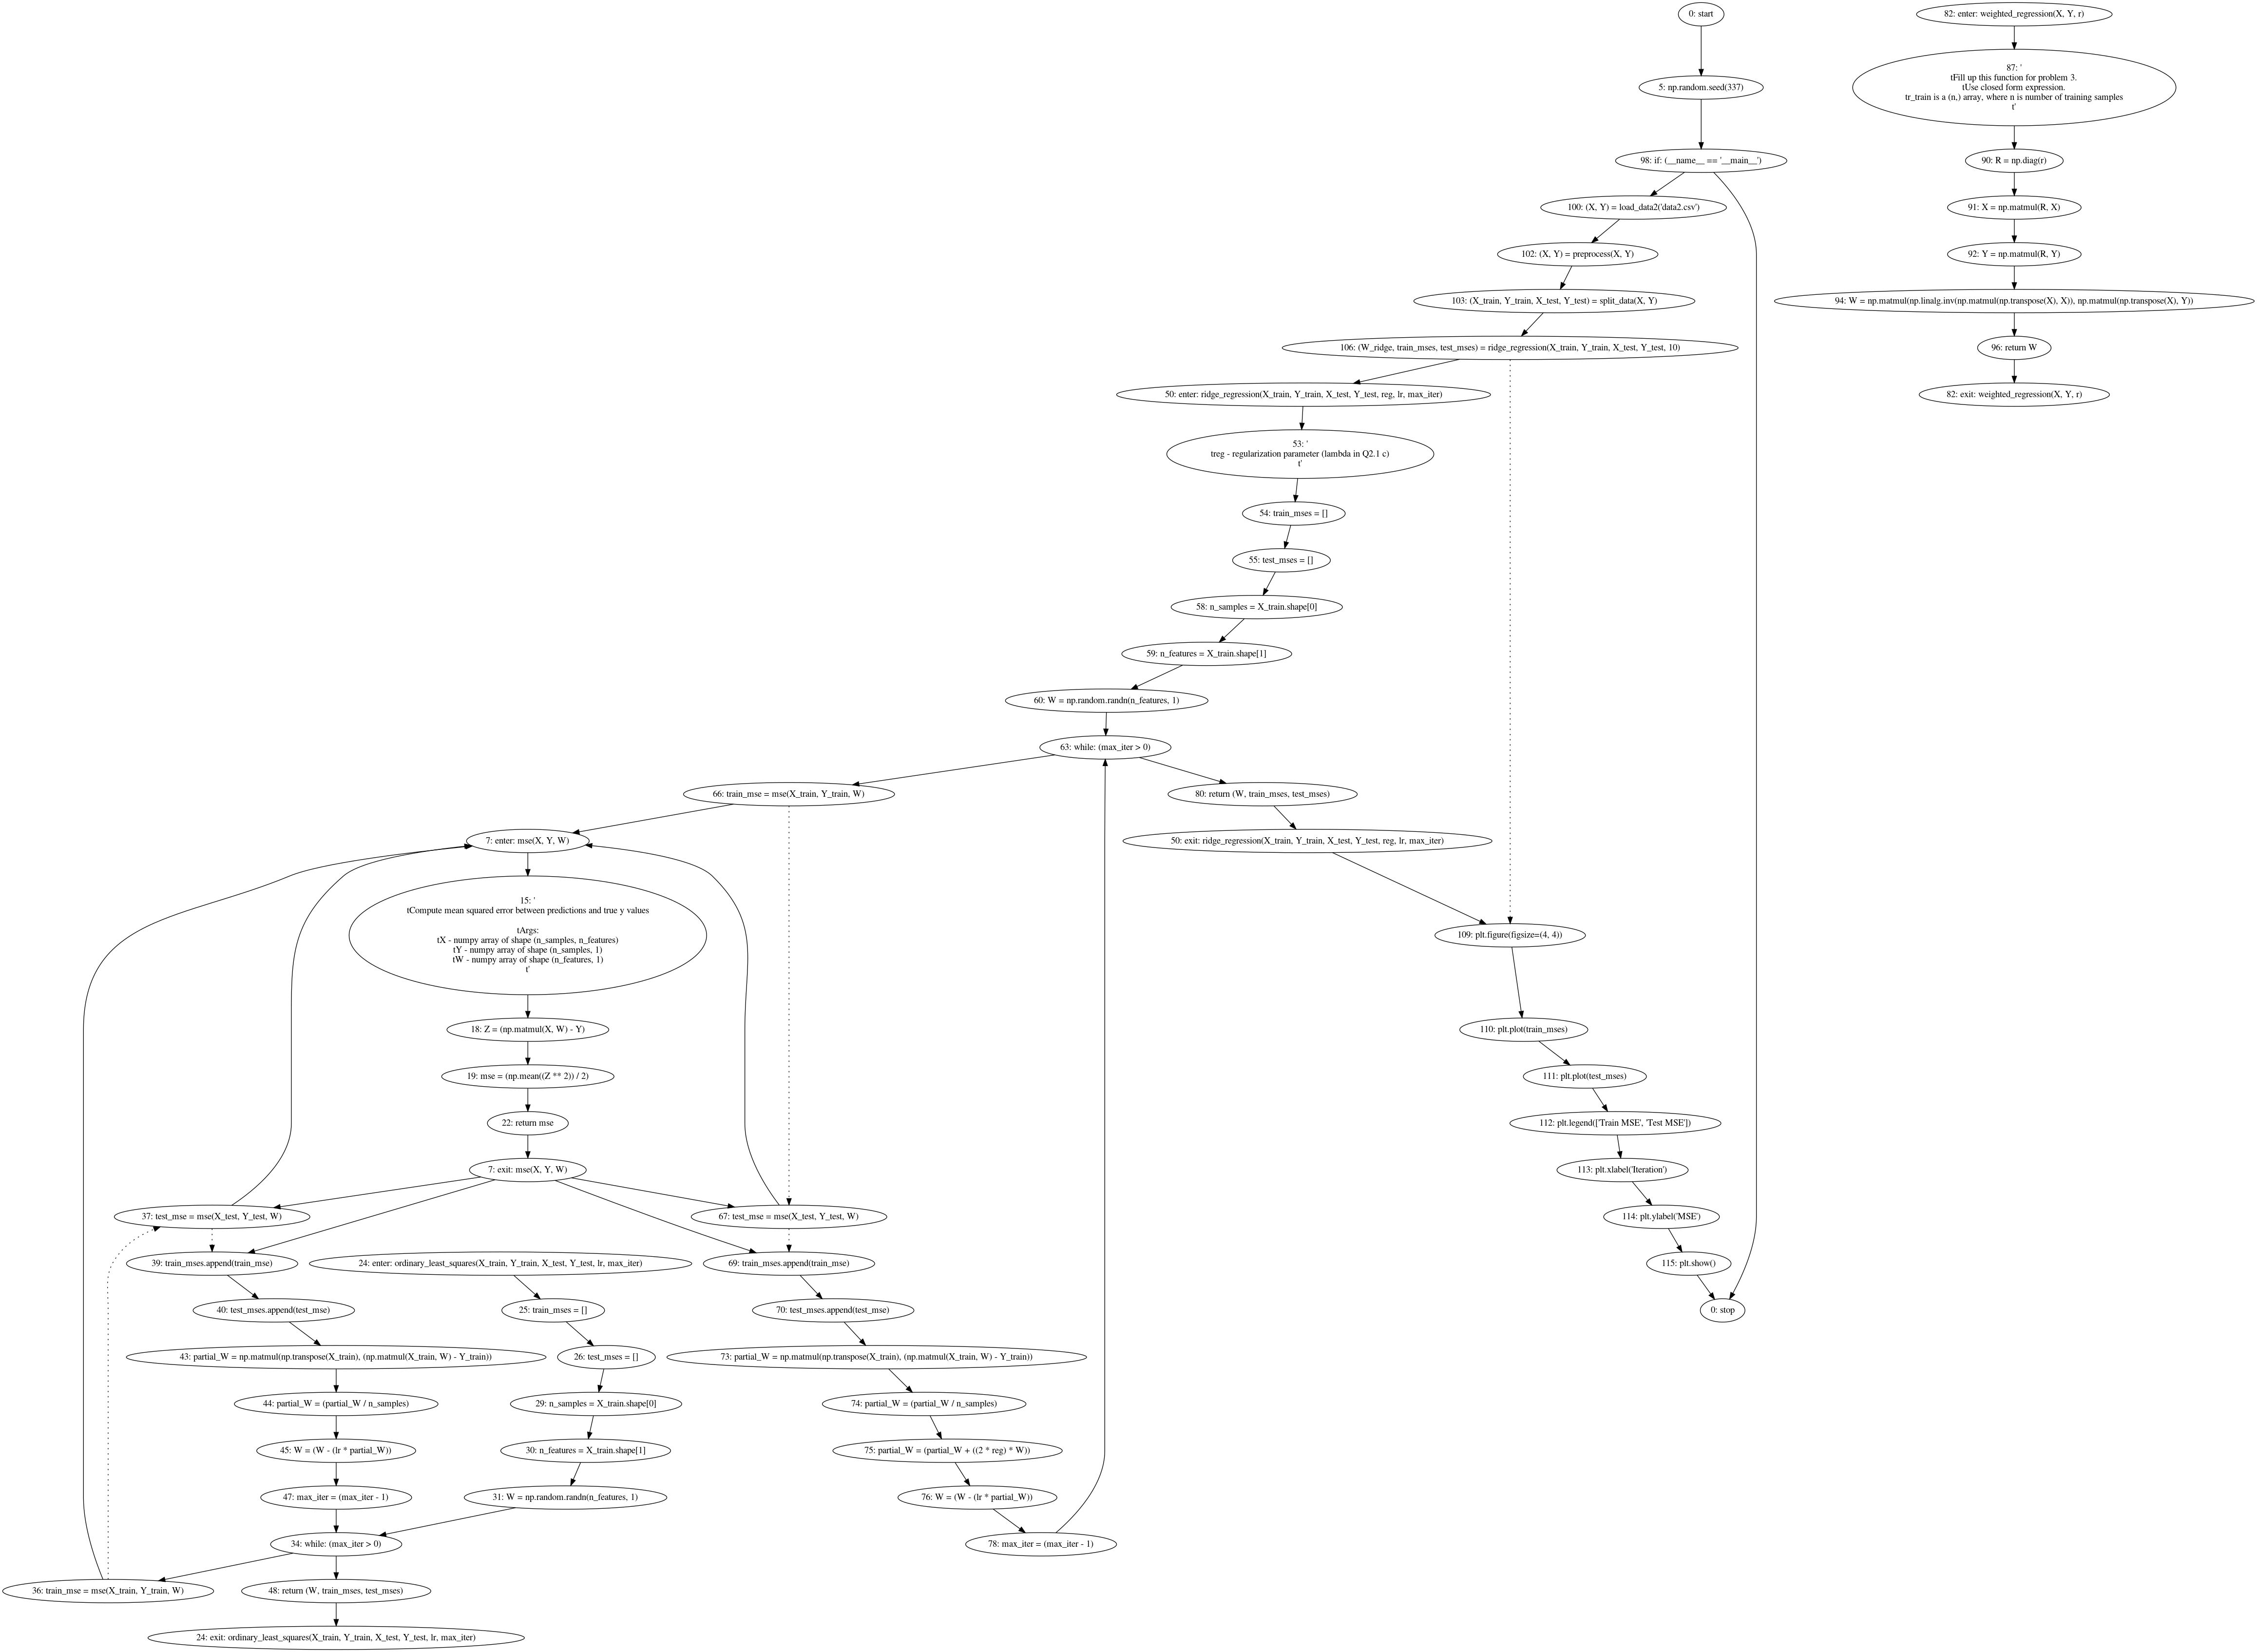 0: start
5: np.random.seed(337)
98: if: (__name__ == '__main__')
100: (X, Y) = load_data2('data2.csv')
102: (X, Y) = preprocess(X, Y)
103: (X_train, Y_train, X_test, Y_test) = split_data(X, Y)
106: (W_ridge, train_mses, test_mses) = ridge_regression(X_train, Y_train, X_test, Y_test, 10)
50: enter: ridge_regression(X_train, Y_train, X_test, Y_test, reg, lr, max_iter)
53: '
treg - regularization parameter (lambda in Q2.1 c)
t'
54: train_mses = []
55: test_mses = []
58: n_samples = X_train.shape[0]
59: n_features = X_train.shape[1]
60: W = np.random.randn(n_features, 1)
63: while: (max_iter > 0)
66: train_mse = mse(X_train, Y_train, W)
80: return (W, train_mses, test_mses)
7: enter: mse(X, Y, W)
50: exit: ridge_regression(X_train, Y_train, X_test, Y_test, reg, lr, max_iter)
15: '
tCompute mean squared error between predictions and true y values
tArgs:
tX - numpy array of shape (n_samples, n_features)
tY - numpy array of shape (n_samples, 1)
tW - numpy array of shape (n_features, 1)
t'
109: plt.figure(figsize=(4, 4))
18: Z = (np.matmul(X, W) - Y)
110: plt.plot(train_mses)
19: mse = (np.mean((Z ** 2)) / 2)
111: plt.plot(test_mses)
22: return mse
112: plt.legend(['Train MSE', 'Test MSE'])
7: exit: mse(X, Y, W)
113: plt.xlabel('Iteration')
37: test_mse = mse(X_test, Y_test, W)
67: test_mse = mse(X_test, Y_test, W)
114: plt.ylabel('MSE')
39: train_mses.append(train_mse)
24: enter: ordinary_least_squares(X_train, Y_train, X_test, Y_test, lr, max_iter)
69: train_mses.append(train_mse)
115: plt.show()
40: test_mses.append(test_mse)
25: train_mses = []
70: test_mses.append(test_mse)
0: stop
43: partial_W = np.matmul(np.transpose(X_train), (np.matmul(X_train, W) - Y_train))
26: test_mses = []
73: partial_W = np.matmul(np.transpose(X_train), (np.matmul(X_train, W) - Y_train))
44: partial_W = (partial_W / n_samples)
29: n_samples = X_train.shape[0]
74: partial_W = (partial_W / n_samples)
45: W = (W - (lr * partial_W))
30: n_features = X_train.shape[1]
75: partial_W = (partial_W + ((2 * reg) * W))
47: max_iter = (max_iter - 1)
31: W = np.random.randn(n_features, 1)
76: W = (W - (lr * partial_W))
34: while: (max_iter > 0)
78: max_iter = (max_iter - 1)
36: train_mse = mse(X_train, Y_train, W)
48: return (W, train_mses, test_mses)
24: exit: ordinary_least_squares(X_train, Y_train, X_test, Y_test, lr, max_iter)
82: enter: weighted_regression(X, Y, r)
87: '
tFill up this function for problem 3.
tUse closed form expression.
tr_train is a (n,) array, where n is number of training samples
t'
90: R = np.diag(r)
91: X = np.matmul(R, X)
92: Y = np.matmul(R, Y)
94: W = np.matmul(np.linalg.inv(np.matmul(np.transpose(X), X)), np.matmul(np.transpose(X), Y))
96: return W
82: exit: weighted_regression(X, Y, r)